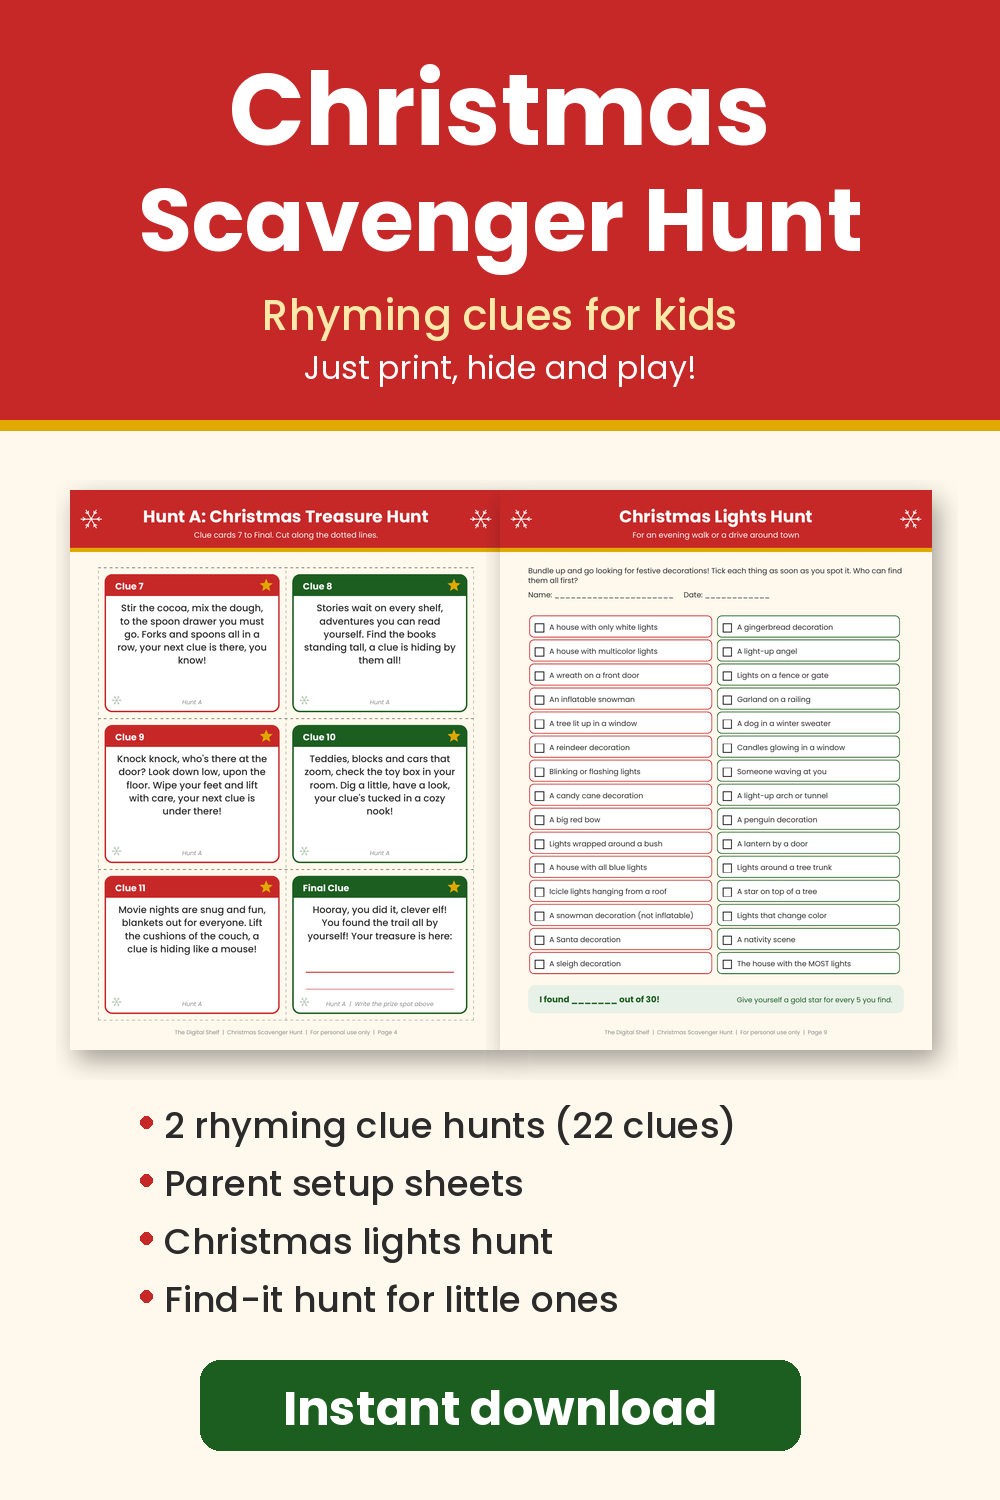 Christmas
Scavenger Hunt
Rhyming clues for kids
Just print, hide and play!
Hunt A: Christmas Treasure Hunt
Clue cards 7 to Final. Cut along the dotted lines.
Clue 7
Stir the cocoa, mix the dough,
to the spoon drawer you must
go. Forks and spoons all in a
row, your next clue is there, you
know!
Hunt A
Clue 8
Stories wait on every shelf,
adventures you can read
yourself. Find the books
standing tall, a clue is hiding by
them all!
Hunt A
Clue 9
Knock knock, who's there at the
door? Look down low, upon the
floor. Wipe your feet and lift
with care, your next clue is
under there!
Hunt A
Clue 10
Teddies, blocks and cars that
zoom, check the toy box in your
room. Dig a little, have a look,
your clue's tucked in a cozy
nook!
Hunt A
Clue 11
Movie nights are snug and fun,
blankets out for everyone. Lift
the cushions of the couch, a
clue is hiding like a mouse!
Hunt A
Final Clue
Hooray, you did it, clever elf!
You found the trail all by
yourself! Your treasure is here:
Hunt A | Write the prize spot above
The Digital Shelf | Christmas Scavenger Hunt | For personal use only | Page 4
Christmas Lights Hunt
For an evening walk or a drive around town
Bundle up and go looking for festive decorations! Tick each thing as soon as you spot it. Who can find
them all first?
Name: _____________________ Date: ____________
A house with only white lights
A house with multicolor lights
A wreath on a front door
An inflatable snowman
A tree lit up in a window
A reindeer decoration
Blinking or flashing lights
A candy cane decoration
A big red bow
Lights wrapped around a bush
A house with all blue lights
Icicle lights hanging from a roof
A snowman decoration (not inflatable)
A Santa decoration
A sleigh decoration
A gingerbread decoration
A light-up angel
Lights on a fence or gate
Garland on a railing
A dog in a winter sweater
Candles glowing in a window
Someone waving at you
A light-up arch or tunnel
A penguin decoration
A lantern by a door
Lights around a tree trunk
A star on top of a tree
Lights that change color
A nativity scene
The house with the MOST lights
I found _______ out of 30!
Give yourself a gold star for every 5 you find.
The Digital Shelf | Christmas Scavenger Hunt | For personal use only | Page 9
• 2 rhyming clue hunts (22 clues)
• Parent setup sheets
• Christmas lights hunt
• Find-it hunt for little ones
Instant download